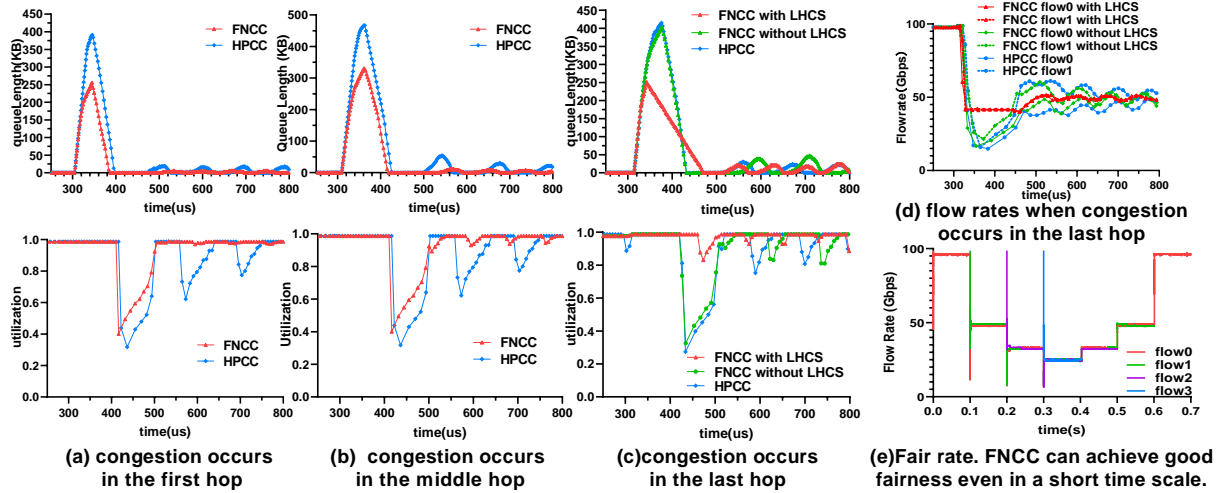 queueLength(KB)
450
400
350
300
250
200
150
100
50
25
0
FNCC
HPCC
300 400 500 600 700 800
time(us)
Queue Length (KB)
500
400
300
200
100
50
0
FNCC
HPCC
300 400 500 600 700 800
time(us)
queueLength(KB)
450
400
350
300
250
200
150
100
50
25
0
FNCC with LHCS
FNCC without LHCS
HPCC
300 400 500 600 700 800
time(us)
Flowrate(Gbps)
100
50
0
FNCC flow0 with LHCS
FNCC flow1 with LHCS
FNCC flow0 without LHCS
FNCC flow1 without LHCS
HPCC flow0
HPCC flow1
300 400 500 600 700 800
time(us)
(d) flow rates when congestion
occurs in the last hop
utilization
1.0
0.8
0.6
0.4
0.2
0.0
FNCC
HPCC
300 400 500 600 700 800
time(us)
(a) congestion occurs
in the first hop
Utilization
1.0
0.8
0.6
0.4
0.2
0.0
FNCC
HPCC
300 400 500 600 700 800
time(us)
(b) congestion occurs
in the middle hop
utilization
1.0
0.8
0.6
0.4
0.2
0.0
FNCC with LHCS
FNCC without LHCS
HPCC
300 400 500 600 700 800
time(us)
(c)congestion occurs
in the last hop
Flow Rate (Gbps)
100
50
0
flow0
flow1
flow2
flow3
0.0 0.1 0.2 0.3 0.4 0.5 0.6 0.7
time(s)
(e)Fair rate. FNCC can achieve good
fairness even in a short time scale.